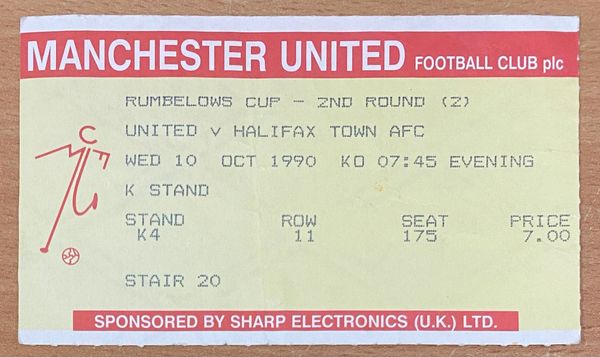 MANCHESTER UNITED FOOTBALL CLUB plc
RUMBELOWS CUP - 2ND ROUND (2)
UNITED v HALIFAX TOWN AFC
WED 10 OCT 1990 KO 07:45 EVENING
K STAND
STAND ROW SEAT PRICE
K4 11 175 7.00
STAIR 20
SPONSORED BY SHARP ELECTRONICS (U.K.) LTD.